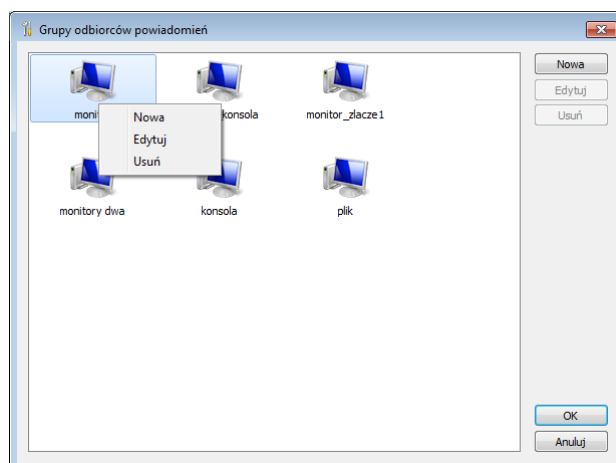 Grupy odbiorców powiadomień
Nowa
Edytuj
Usuń
konsola
monitor_zlacze1
Nowa
Edytuj
Usuń
monitory dwa
konsola
plik
OK
Anuluj